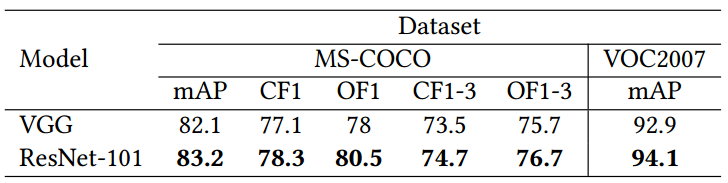 Dataset
Model MS-COCO VOC2007
mAP CF1 OF1 CF1-3 OF1-3 mAP
VGG 82.1 77.1 78 73.5 75.7 92.9
ResNet-101 83.2 78.3 80.5 74.7 76.7 94.1